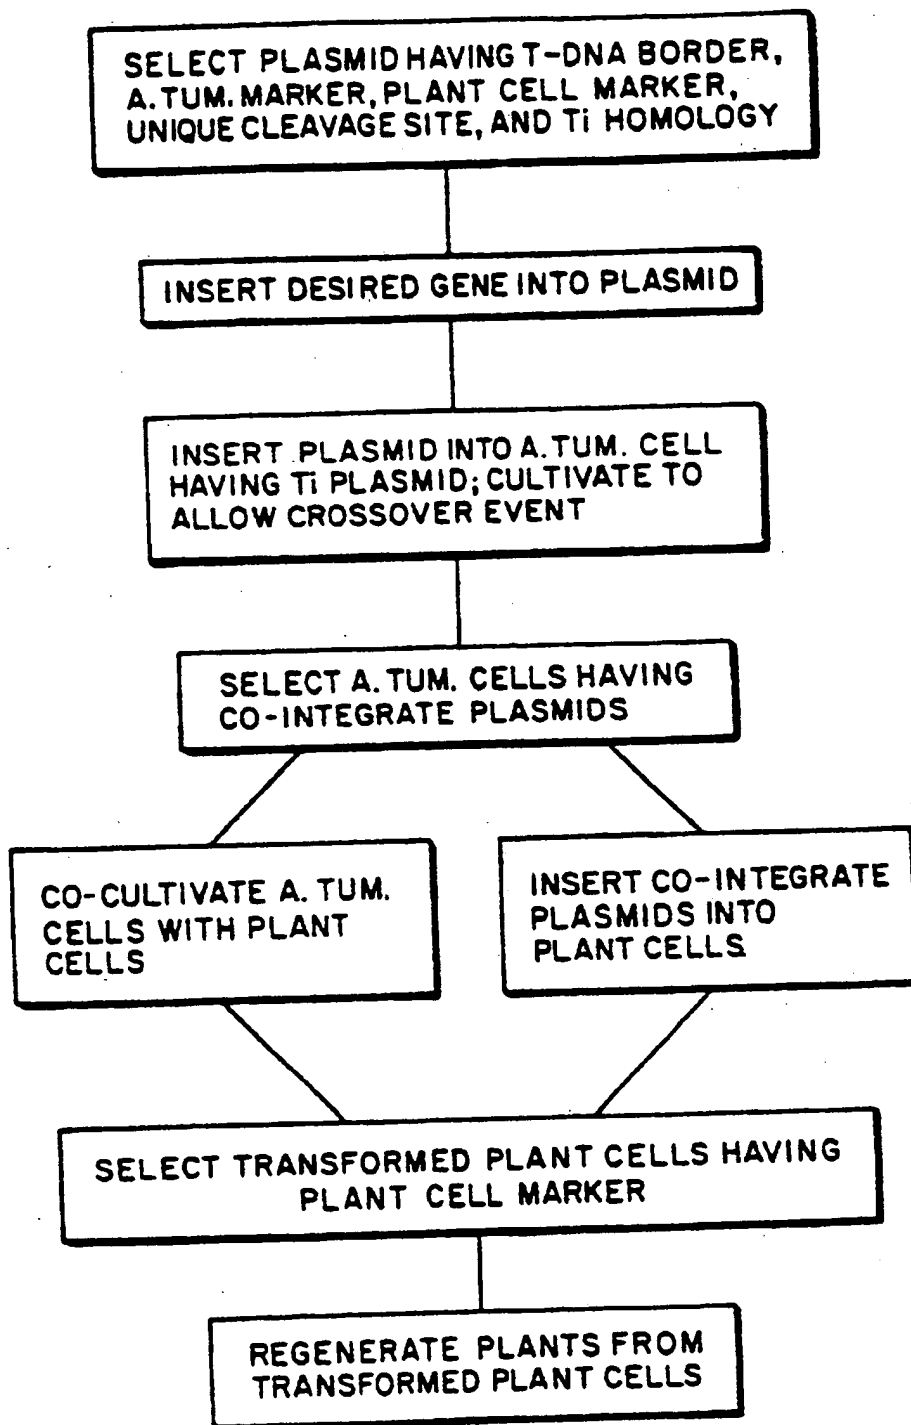 SELECT PLASMID HAVING T-DNA BORDER,
A. TUM. MARKER, PLANT CELL MARKER,
UNIQUE CLEAVAGE SITE, AND Ti HOMOLOGY
INSERT DESIRED GENE INTO PLASMID
INSERT PLASMID INTO A. TUM. CELL
HAVING Ti PLASMID; CULTIVATE TO
ALLOW CROSSOVER EVENT
SELECT A. TUM. CELLS HAVING
CO-INTEGRATE PLASMIDS
CO-CULTIVATE A. TUM.
CELLS WITH PLANT
CELLS
INSERT CO-INTEGRATE
PLASMIDS INTO
PLANT CELLS
SELECT TRANSFORMED PLANT CELLS HAVING
PLANT CELL MARKER
REGENERATE PLANTS FROM
TRANSFORMED PLANT CELLS